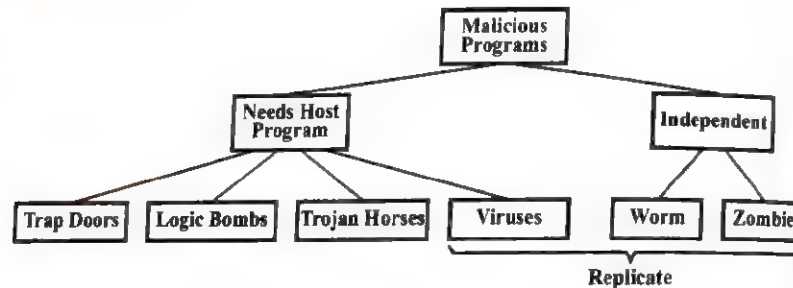 Malicious
Programs
Needs Host
Program
Independent
Trap Doors
Logic Bombs
Trojan Horses
Viruses
Worm
Zombie
Replicate